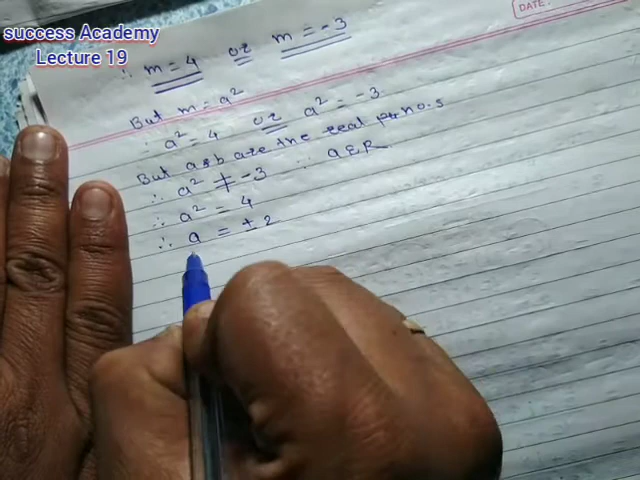 success Academy
Lecture 19
DATE:
∴ m = 4 or m = -3
But m = a²
∴ a² = 4 or a² = -3
But a & b are the real nos
∴ a² ≠ -3 ∵ a ∈ R
∴ a² = 4
∴ a = ± 2